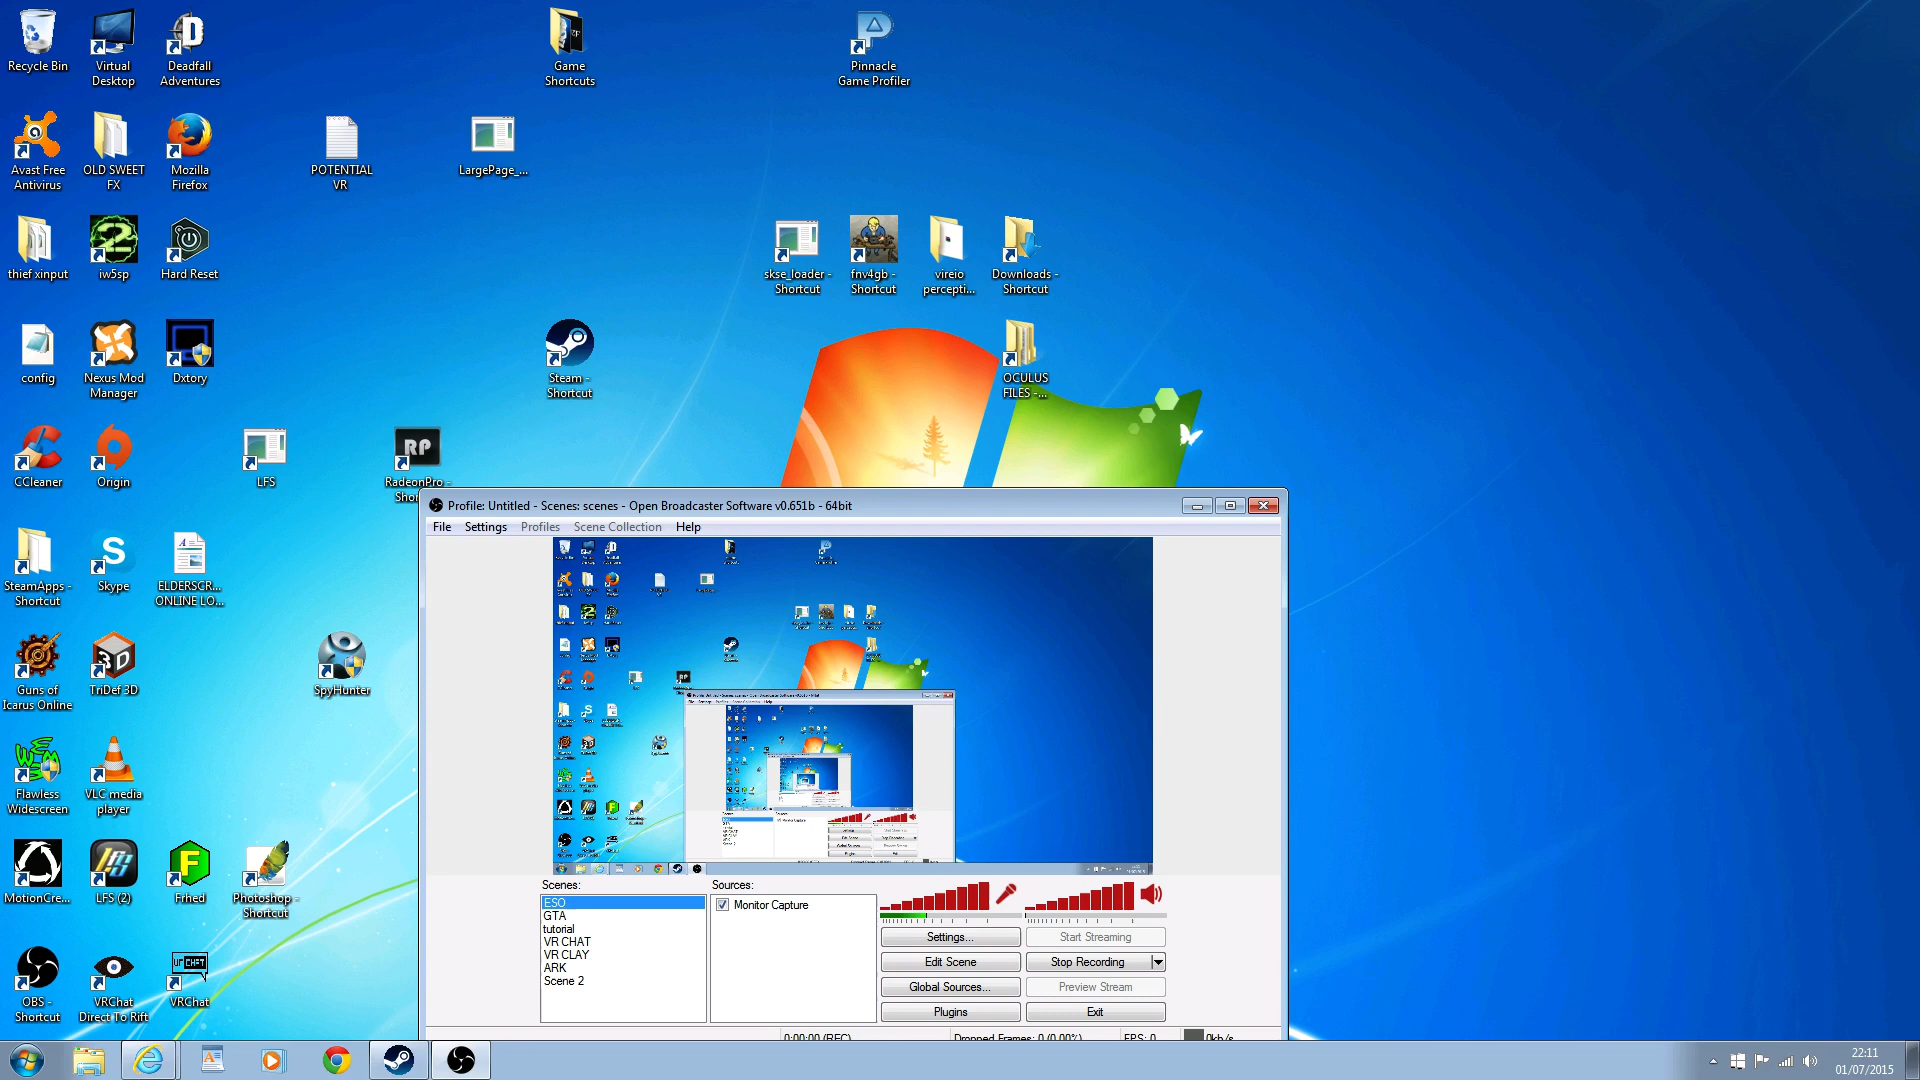 Recycle Bin
Virtual
Desktop
Deadfall
Adventures
Game
Shortcuts
Pinnacle
Game Profiler
Avast Free
Antivirus
OLD SWEET
FX
Mozilla
Firefox
POTENTIAL
VR
LargePage_...
thief xinput
iw5sp
Hard Reset
skse_loader -
Shortcut
fnv4gb -
Shortcut
vireio
percepti...
Downloads -
Shortcut
config
Nexus Mod
Manager
Dxtory
Steam -
Shortcut
OCULUS
FILES -...
CCleaner
Origin
LFS
RP
RadeonPro -
Shor
SteamApps -
Shortcut
Skype
ELDERSCR...
ONLINE LO...
Guns of
Icarus Online
TriDef 3D
SpyHunter
Flawless
Widescreen
VLC media
player
MotionCre...
LFS (2)
Frhed
Photoshop -
Shortcut
OBS -
Shortcut
VRChat
Direct To Rift
VRChat
Profile: Untitled - Scenes: scenes - Open Broadcaster Software v0.651b - 64bit
File Settings Profiles Scene Collection Help
Scenes:
ESO
GTA
tutorial
VR CHAT
VR CLAY
ARK
Scene 2
Sources:
Monitor Capture
Settings...
Start Streaming
Edit Scene
Stop Recording
Global Sources...
Preview Stream
Plugins
Exit
0:00:00 (REC)
Dropped Frames: 0 (0.00%)
FPS: 0
0kb/s
22:11
01/07/2015